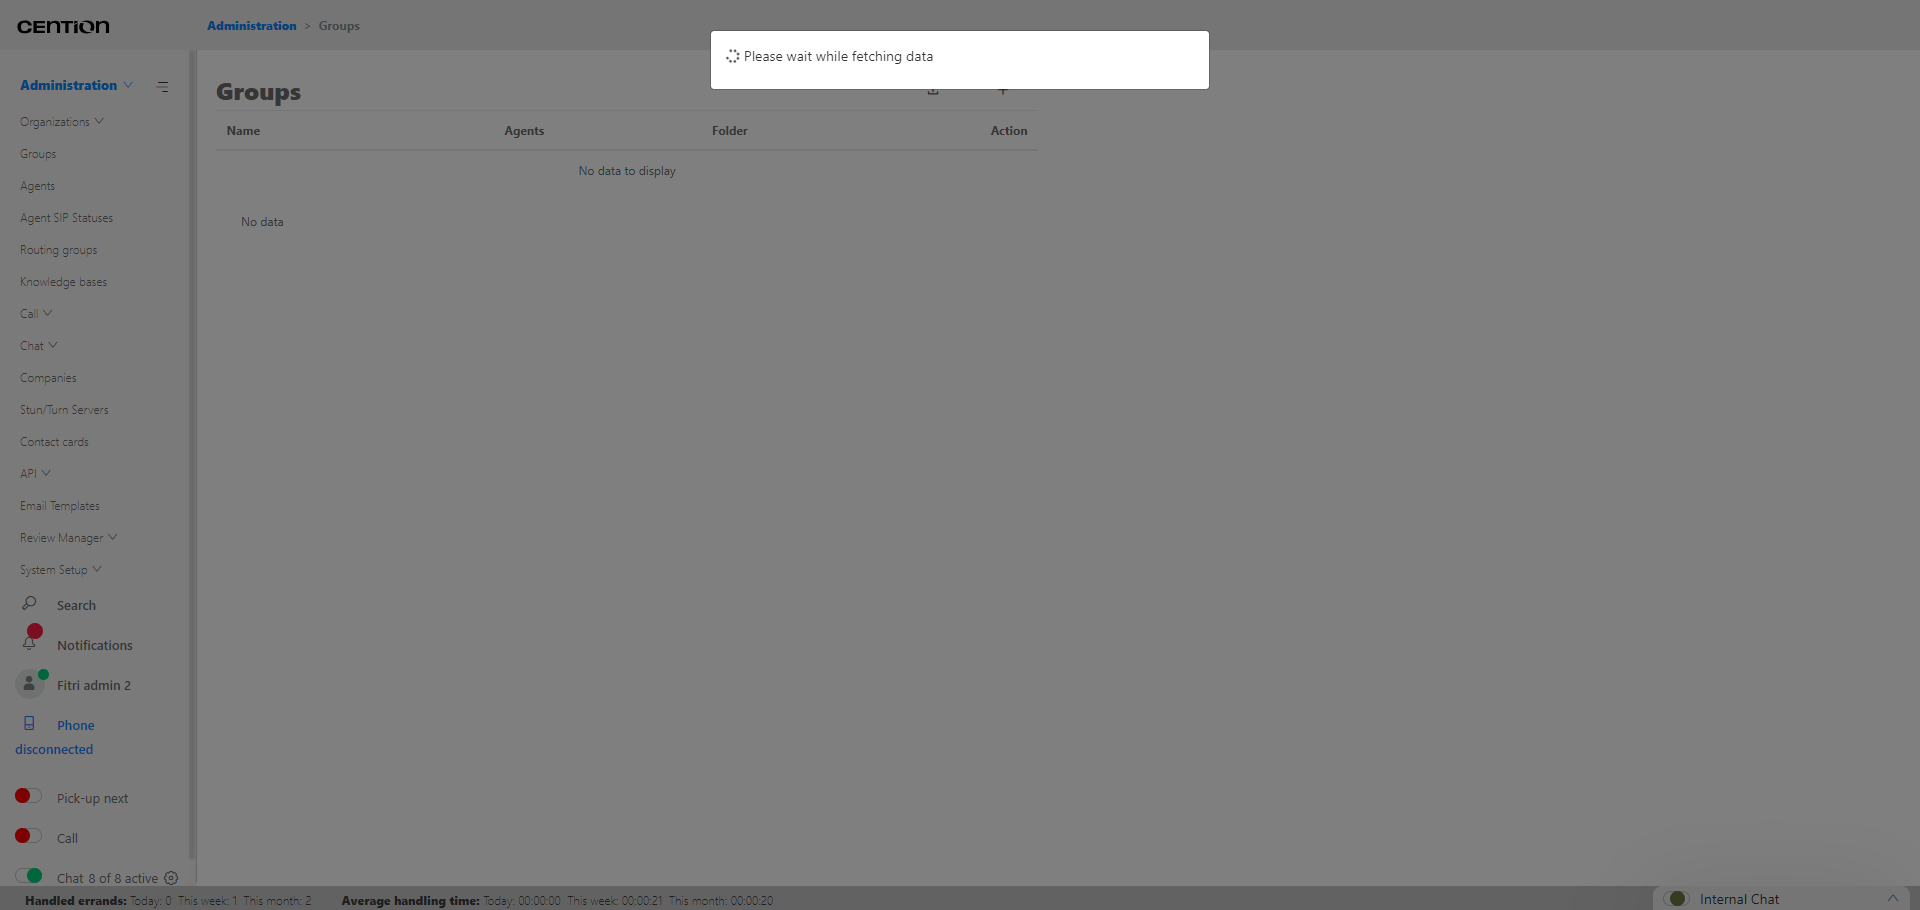 CENTION
Administration > Groups
Please wait while fetching data
Administration
Organizations
Groups
Agents
Agent SIP Statuses
Routing groups
Knowledge bases
Call
Chat
Companies
Stun/Turn Servers
Contact cards
API
Email Templates
Review Manager
System Setup
Search
Notifications
Fitri admin 2
Phone
disconnected
Pick-up next
Call
Chat 8 of 8 active
Groups
Name Agents Folder Action
No data to display
No data
Handled errands: Today: 0 This week: 1 This month: 2 Average handling time: Today: 00:00:00 This week: 00:00:21 This month: 00:00:20
Internal Chat